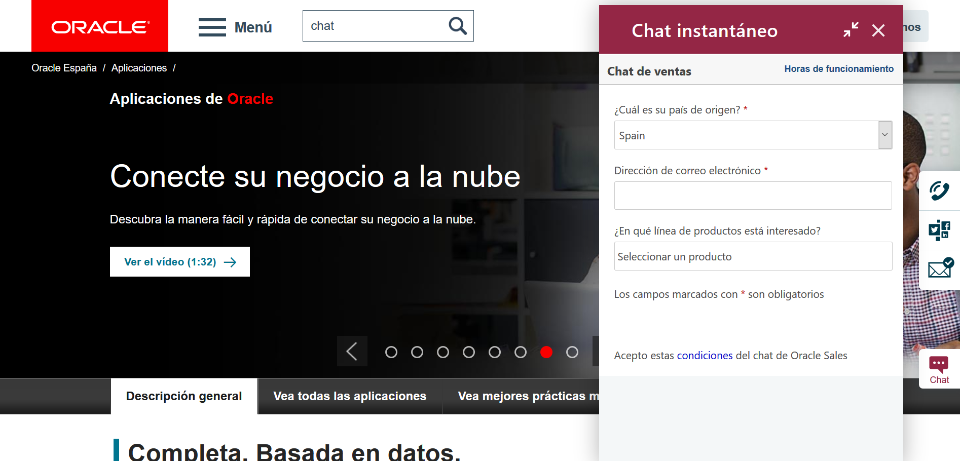 ORACLE
Menú
chat
nos
Oracle España / Aplicaciones /
Aplicaciones de Oracle
Conecte su negocio a la nube
Descubra la manera fácil y rápida de conectar su negocio a la nube.
Ver el vídeo (1:32)
Descripción general
Vea todas las aplicaciones
Vea mejores prácticas m
Completa. Basada en datos.
Chat instantáneo
Chat de ventas
Horas de funcionamiento
¿Cuál es su país de origen? *
Spain
Dirección de correo electrónico *
¿En qué línea de productos está interesado?
Seleccionar un producto
Los campos marcados con * son obligatorios
Acepto estas condiciones del chat de Oracle Sales
Chat